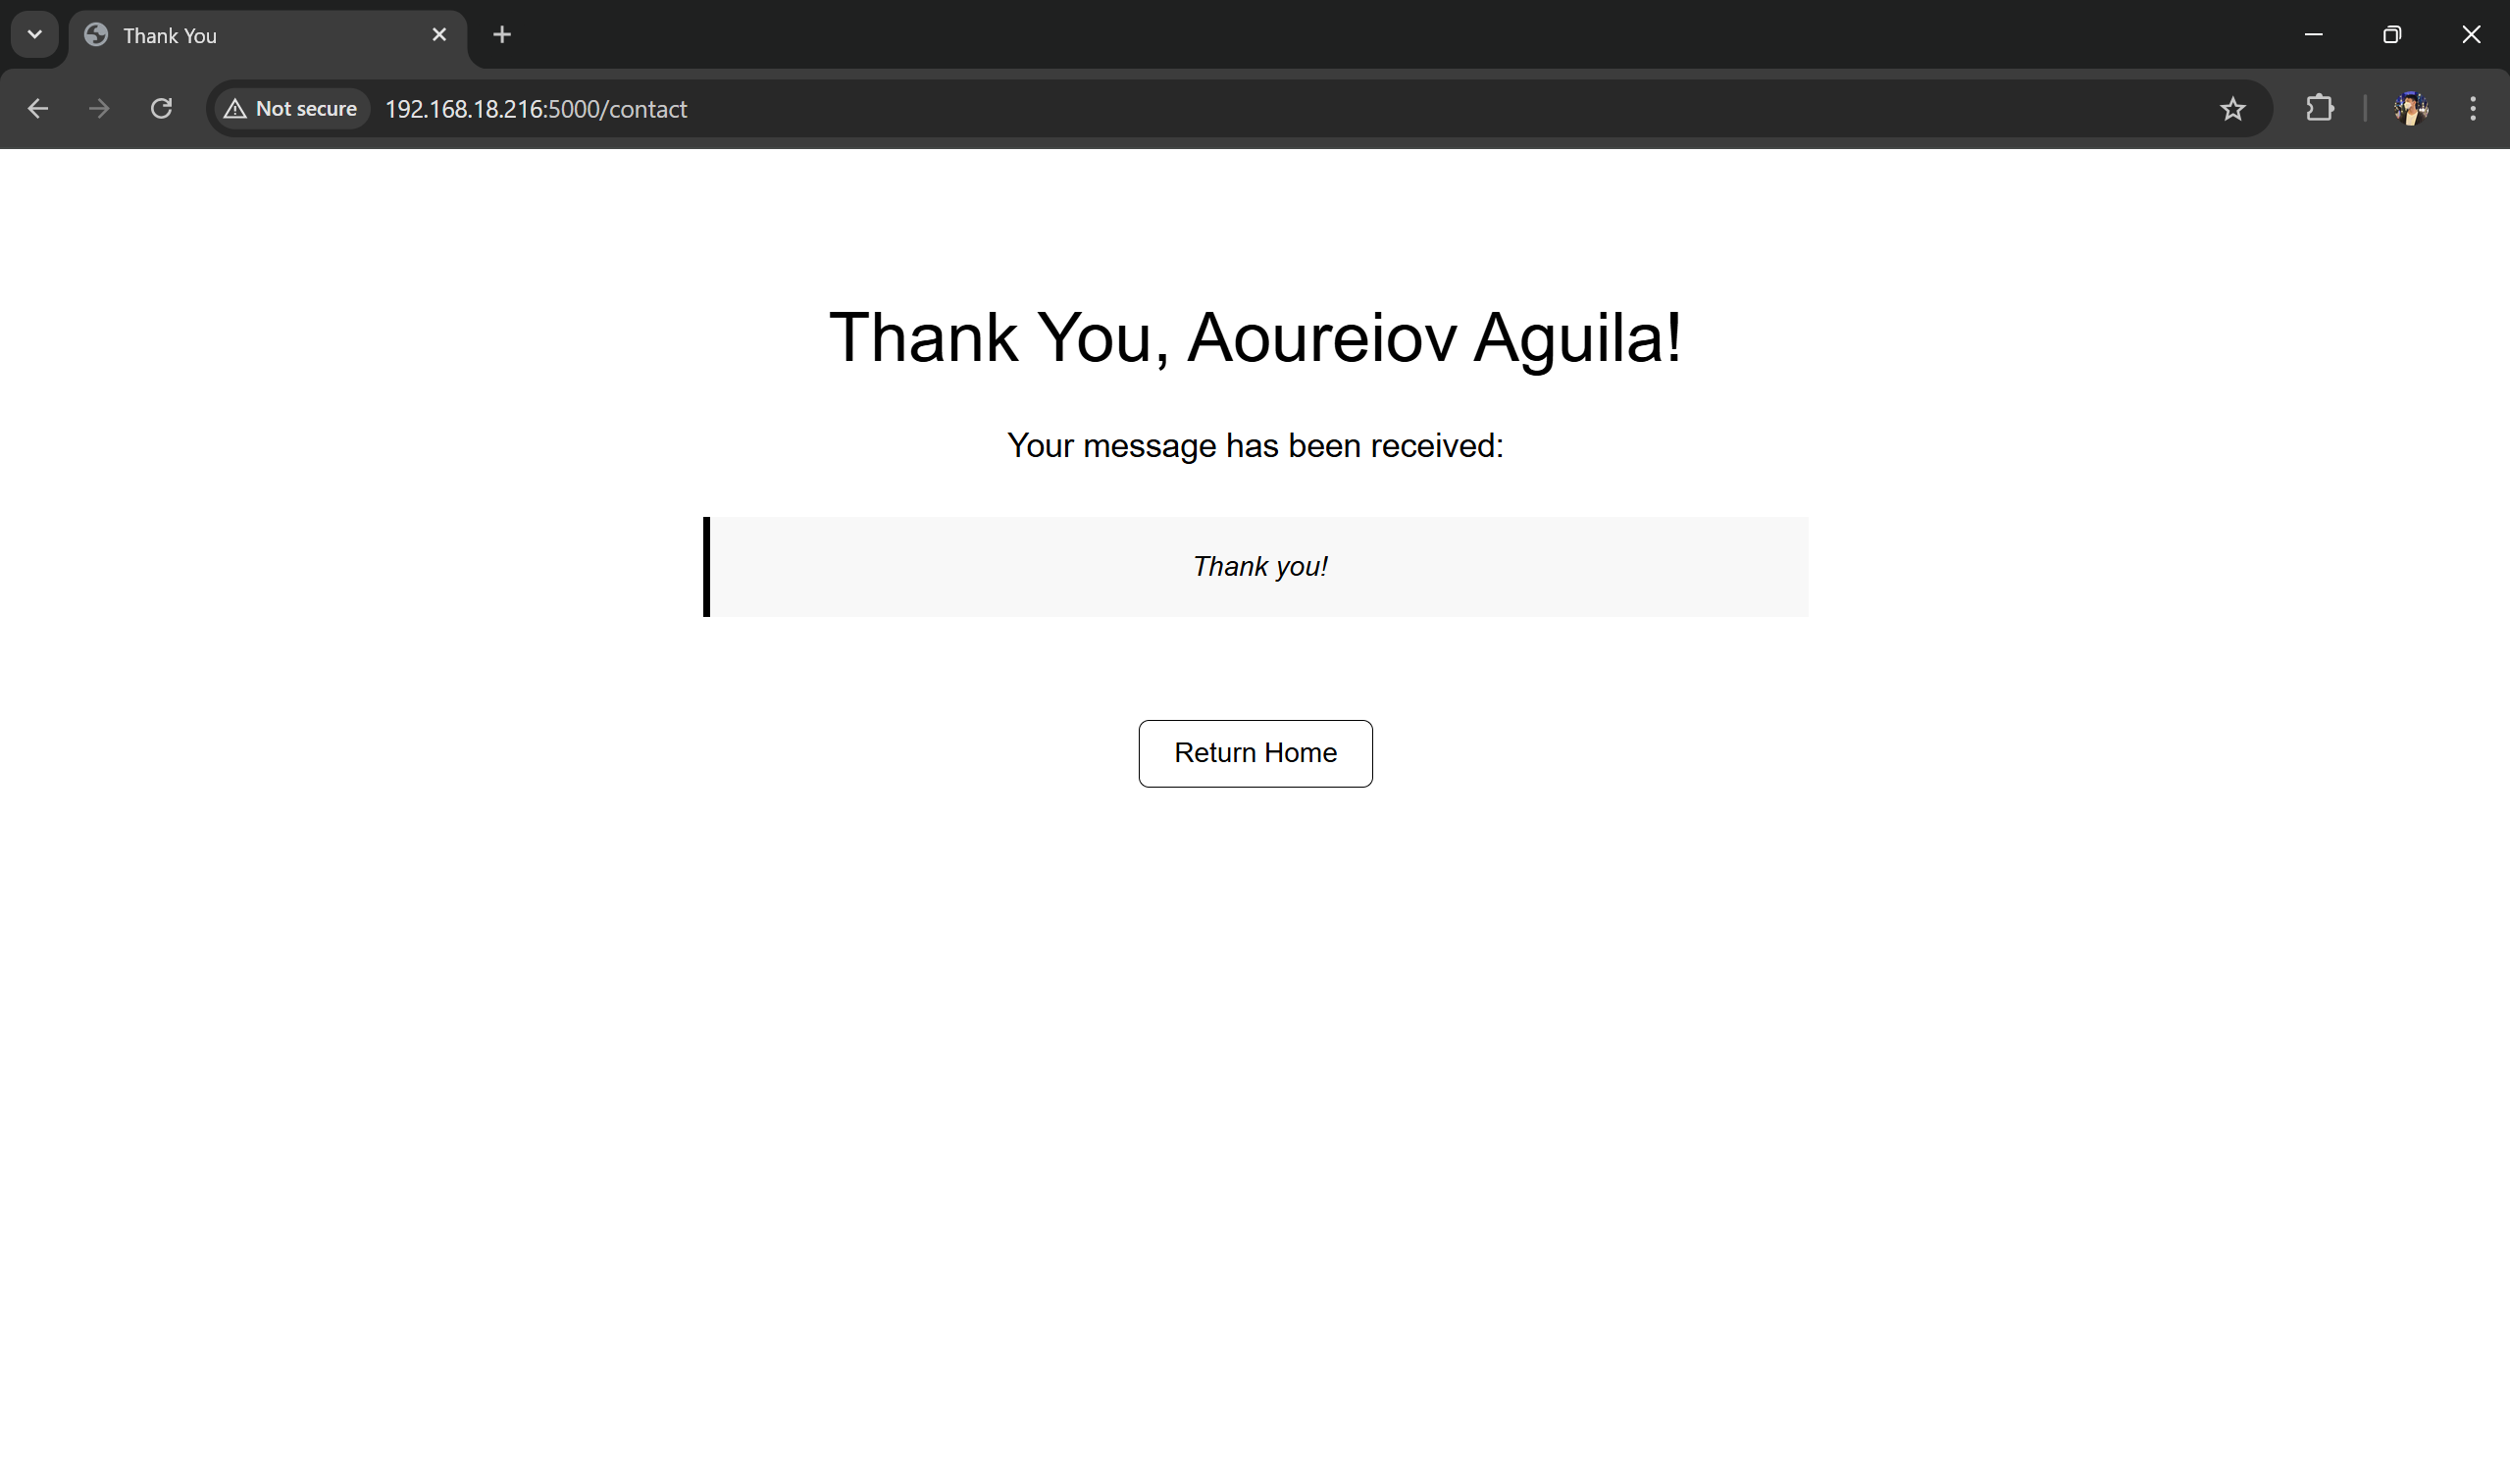 Thank You
Not secure
192.168.18.216:5000/contact
Thank You, Aoureiov Aguila!
Your message has been received:
Thank you!
Return Home